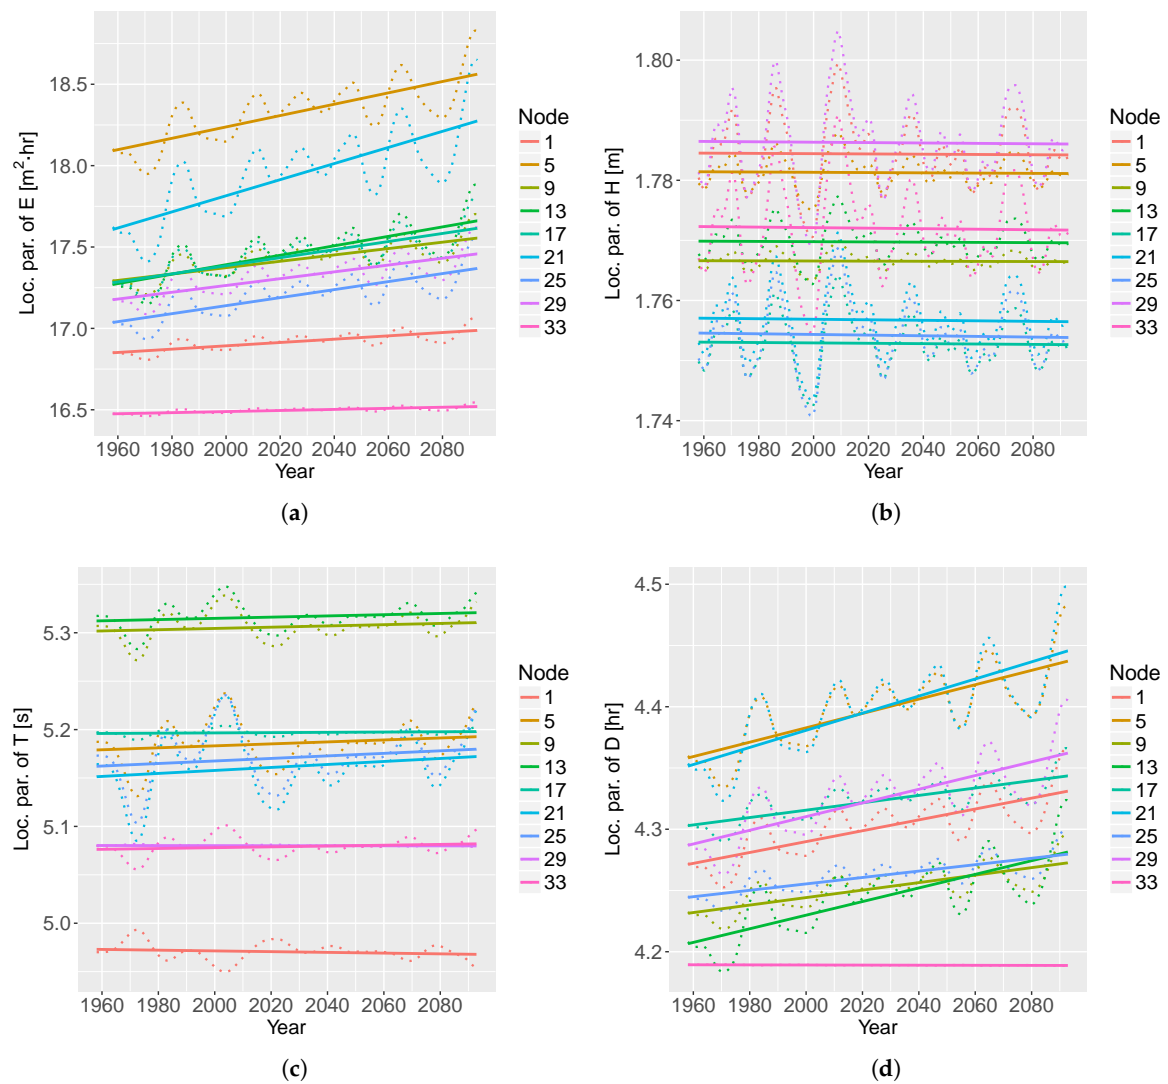 Loc. par. of E [m²·hr]
18.5
18.0
17.5
17.0
16.5
1960 1980 2000 2020 2040 2060 2080
Year
Node
1
5
9
13
17
21
25
29
33
(a)
Loc. par. of H [m]
1.80
1.78
1.76
1.74
1960 1980 2000 2020 2040 2060 2080
Year
Node
1
5
9
13
17
21
25
29
33
(b)
Loc. par. of T [s]
5.3
5.2
5.1
5.0
1960 1980 2000 2020 2040 2060 2080
Year
Node
1
5
9
13
17
21
25
29
33
(c)
Loc. par. of D [hr]
4.5
4.4
4.3
4.2
1960 1980 2000 2020 2040 2060 2080
Year
Node
1
5
9
13
17
21
25
29
33
(d)